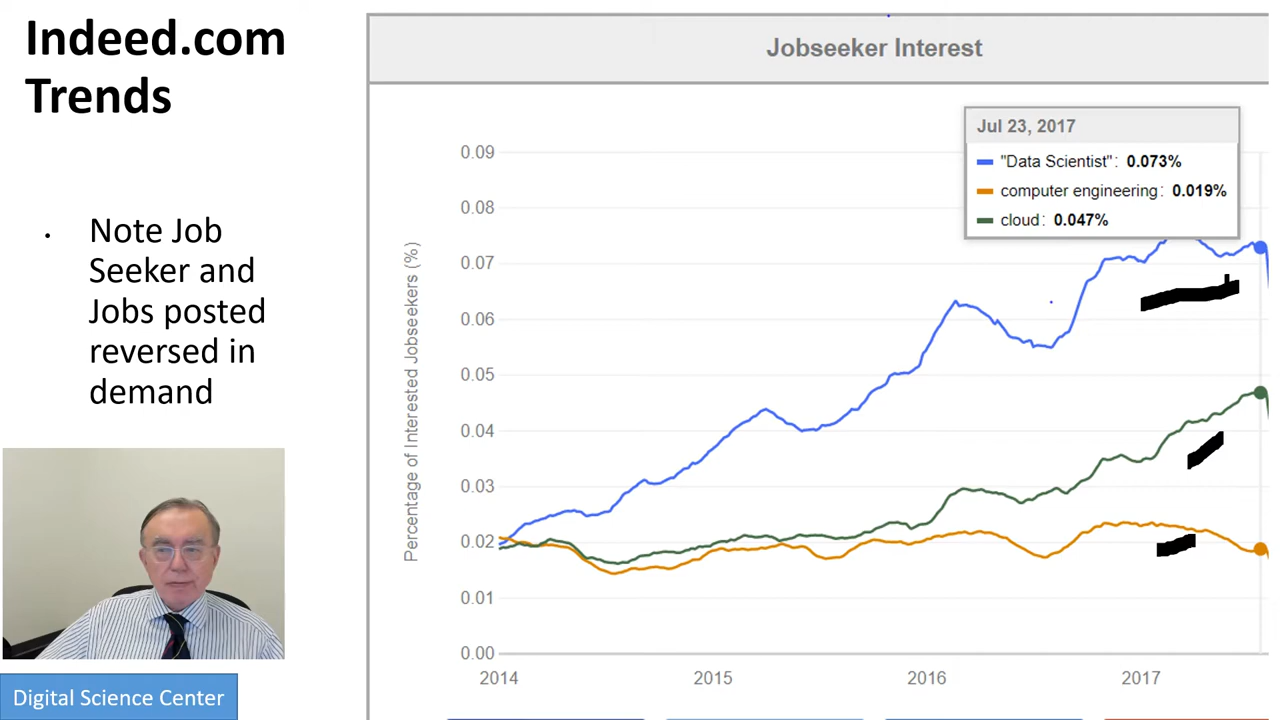 Indeed.com
Trends
• Note Job
Seeker and
Jobs posted
reversed in
demand
Digital Science Center
Jobseeker Interest
Jul 23, 2017
"Data Scientist": 0.073%
computer engineering: 0.019%
cloud: 0.047%
Percentage of Interested Jobseekers (%)
0.09
0.08
0.07
0.06
0.05
0.04
0.03
0.02
0.01
0.00
2014 2015 2016 2017